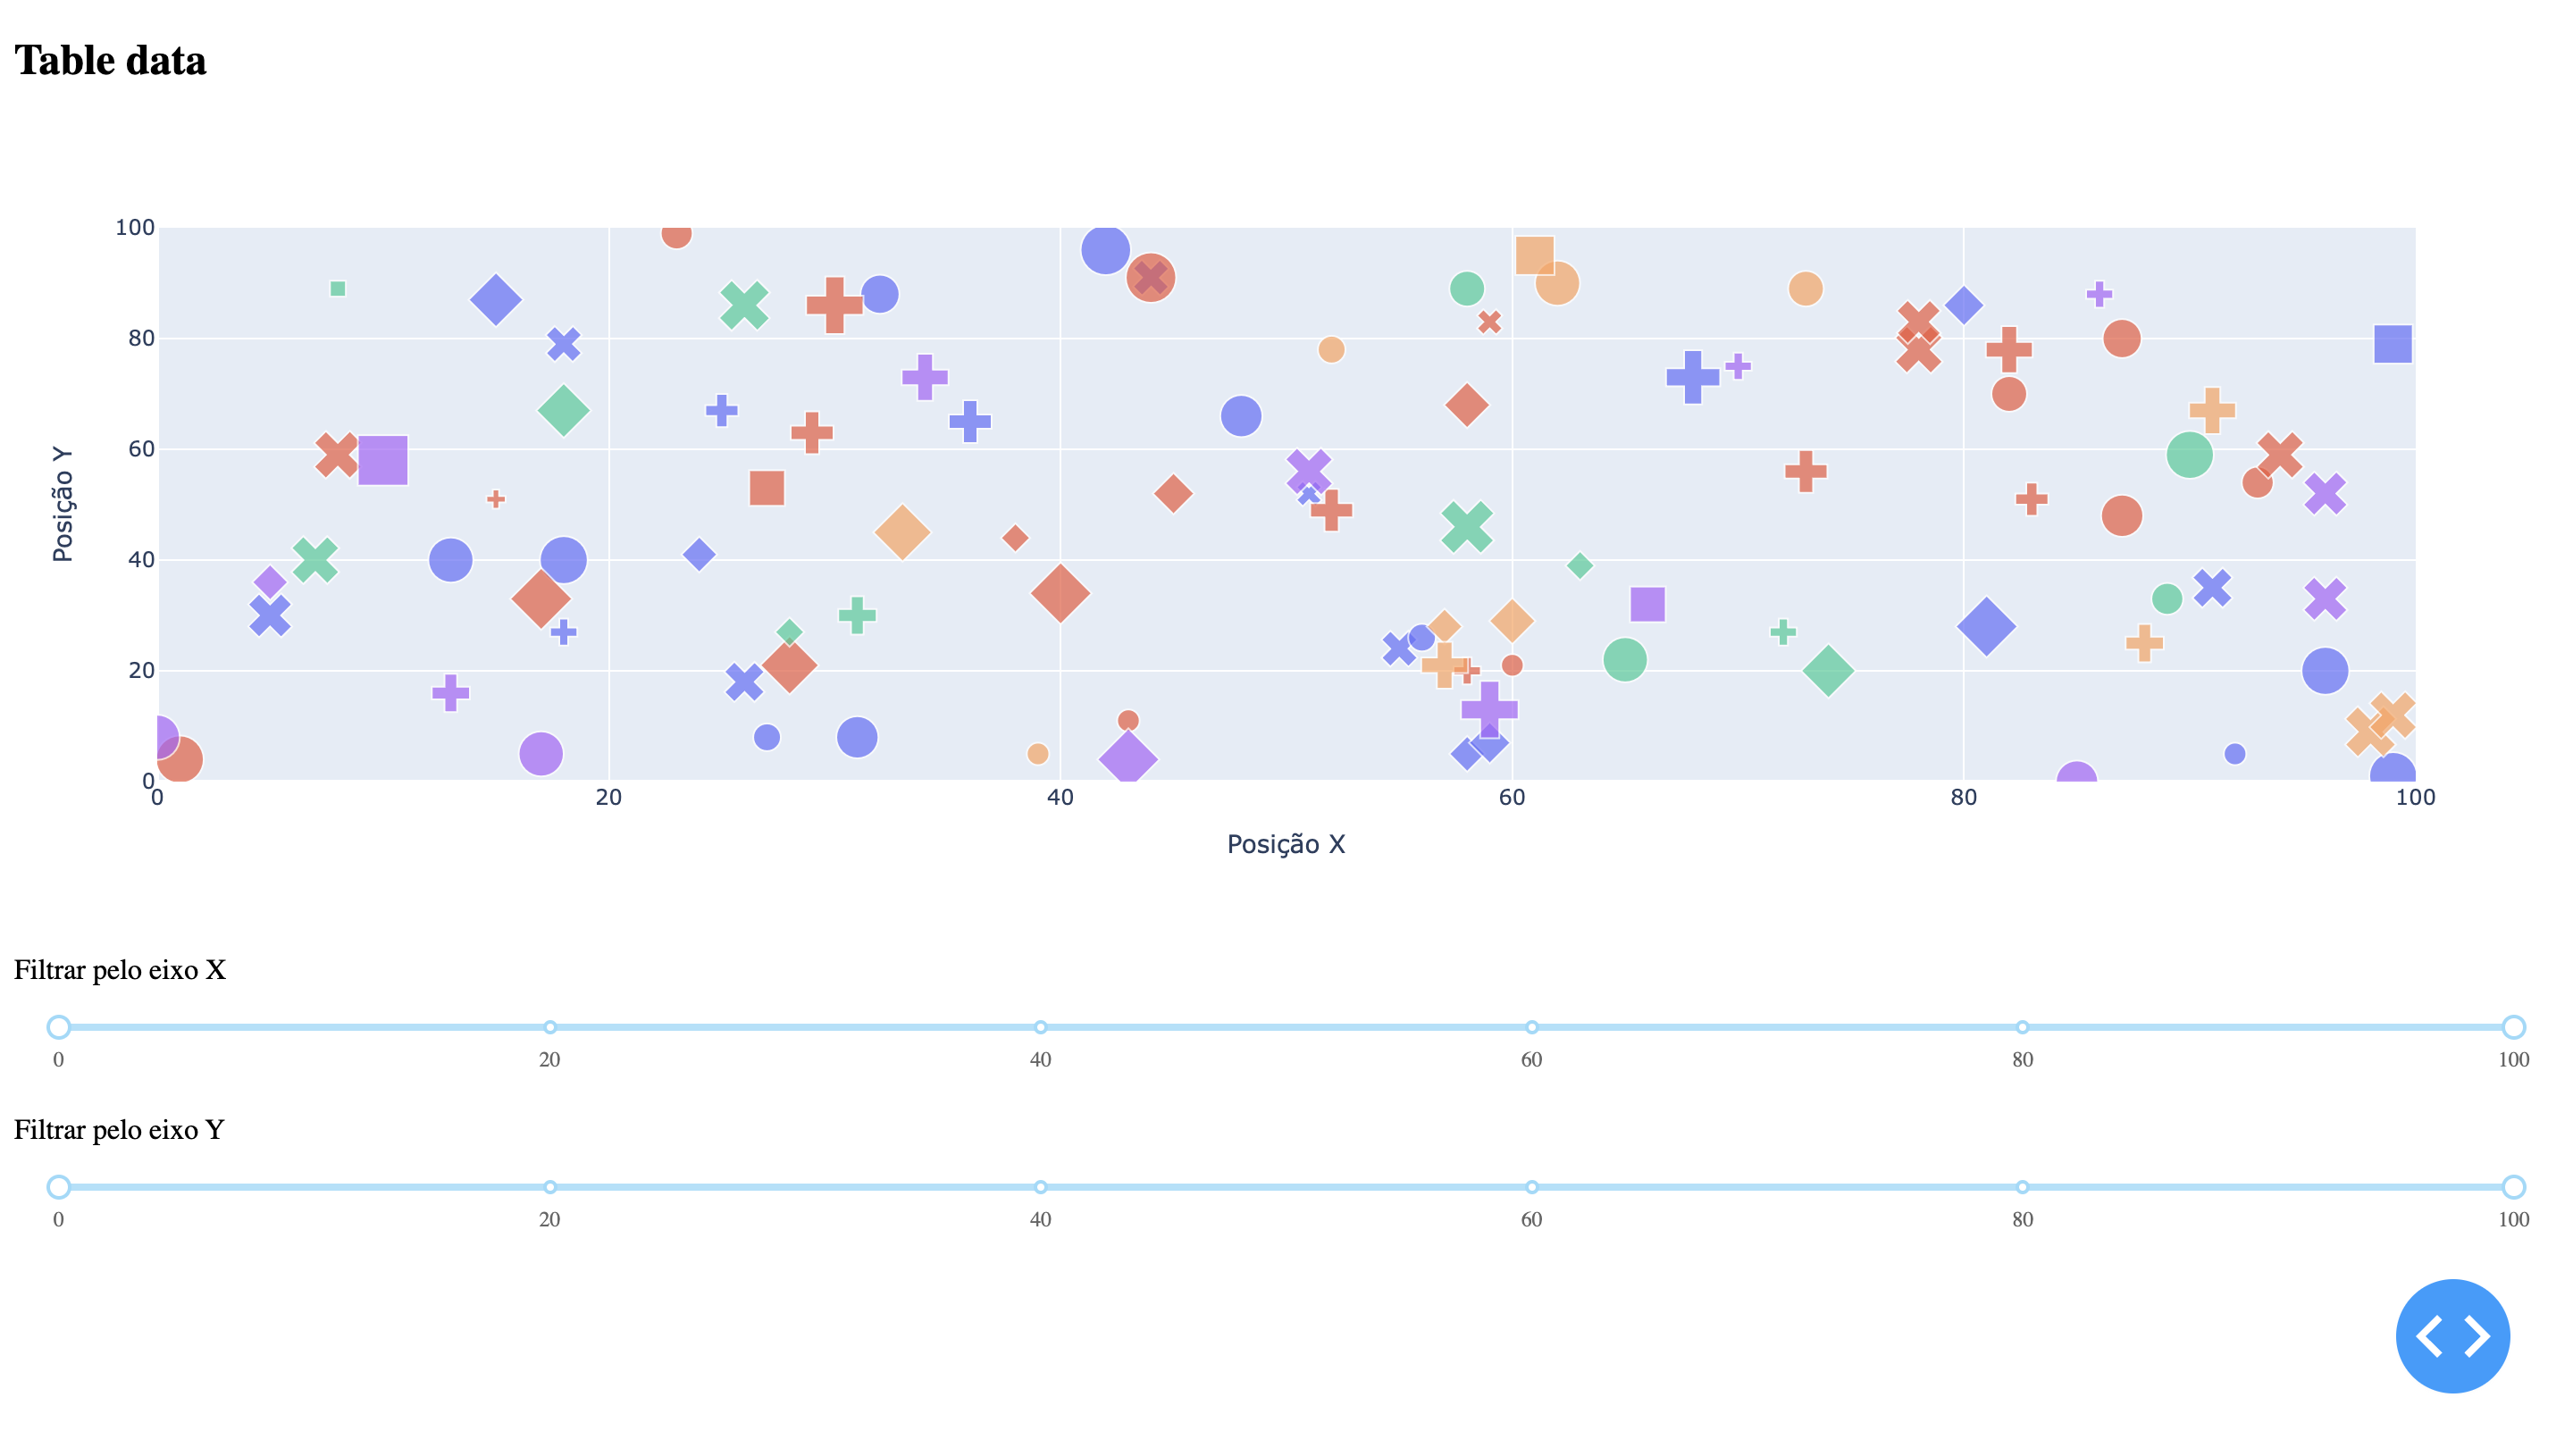 Table data
100
80
60
40
20
0
Posição Y
0 20 40 60 80 100
Posição X
Filtrar pelo eixo X
0 20 40 60 80 100
Filtrar pelo eixo Y
0 20 40 60 80 100